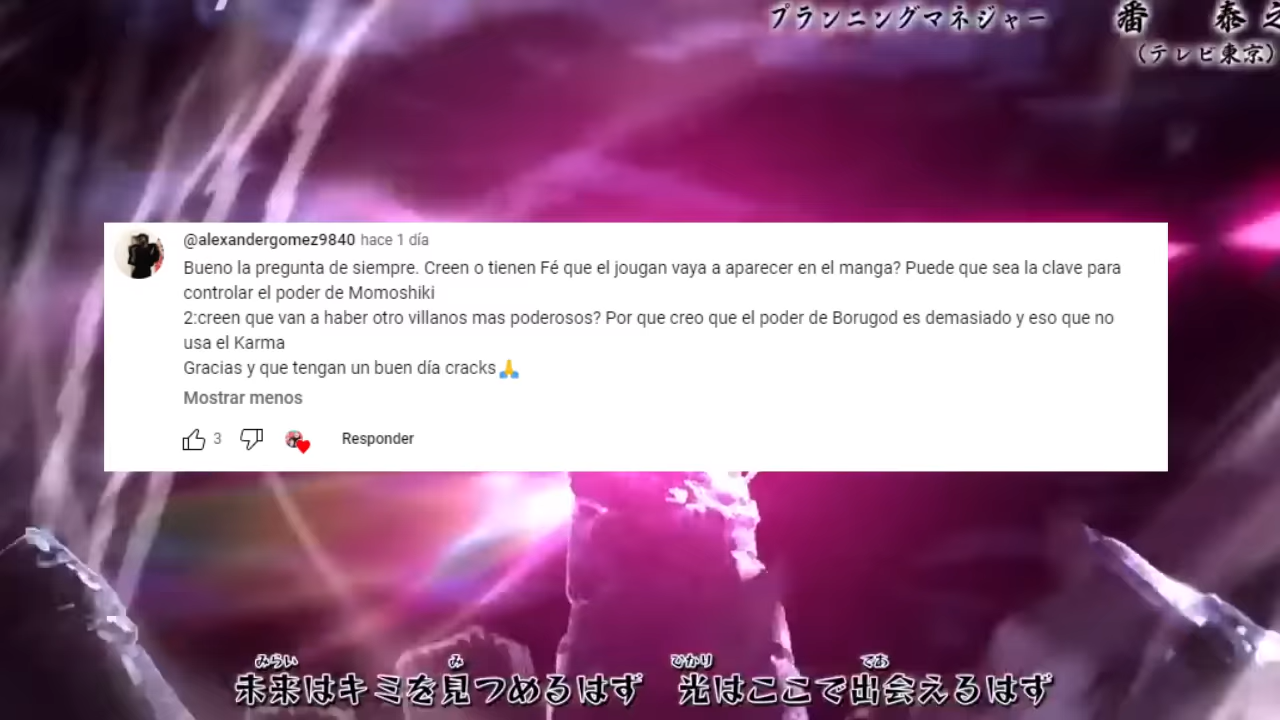 プランニングマネジャー 番 泰之
(テレビ東京)
@alexandergomez9840 hace 1 día
Bueno la pregunta de siempre. Creen o tienen Fé que el jougan vaya a aparecer en el manga? Puede que sea la clave para
controlar el poder de Momoshiki
2:creen que van a haber otro villanos mas poderosos? Por que creo que el poder de Borugod es demasiado y eso que no
usa el Karma
Gracias y que tengan un buen día cracks🙏
Mostrar menos
3 Responder
みらい み ひかり であ
未来はキミを見つめるはず 光はここで出会えるはず